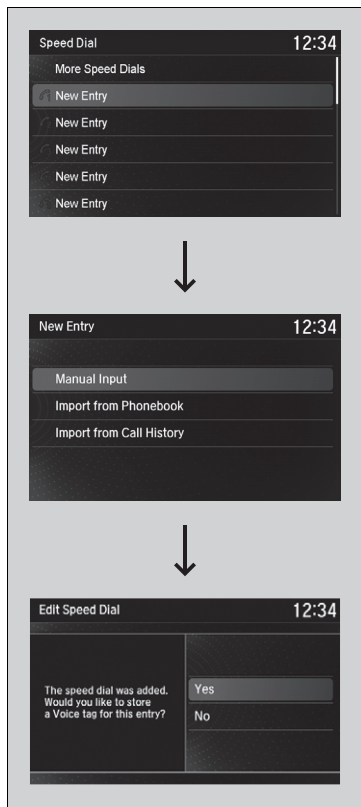 Speed Dial 12:34
More Speed Dials
New Entry
New Entry
New Entry
New Entry
New Entry
New Entry 12:34
Manual Input
Import from Phonebook
Import from Call History
Edit Speed Dial 12:34
The speed dial was added.
Would you like to store
a Voice tag for this entry?
Yes
No